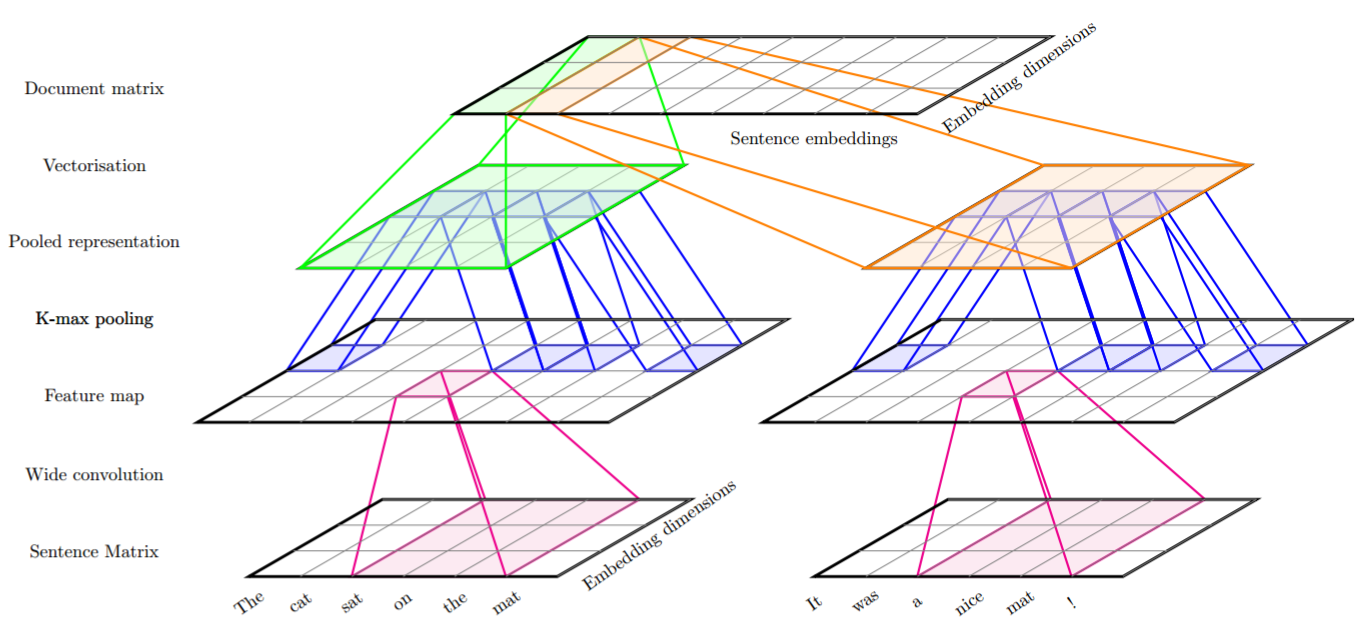 Embedding dimensions
Document matrix
Sentence embeddings
Vectorisation
Pooled representation
K-max pooling
Feature map
Wide convolution
Embedding dimensions
Sentence Matrix
The cat sat on the mat
It was a nice mat !